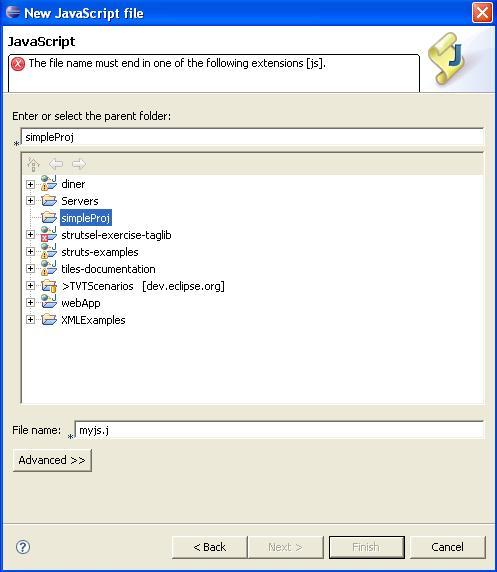 New JavaScript file
JavaScript
The file name must end in one of the following extensions [js].
Enter or select the parent folder:
* simpleProj
diner
Servers
simpleProj
strutsel-exercise-taglib
struts-examples
tiles-documentation
>TVTScenarios [dev.eclipse.org]
webApp
XMLExamples
File name: * myjs.j
Advanced >>
? < Back Next > Finish Cancel